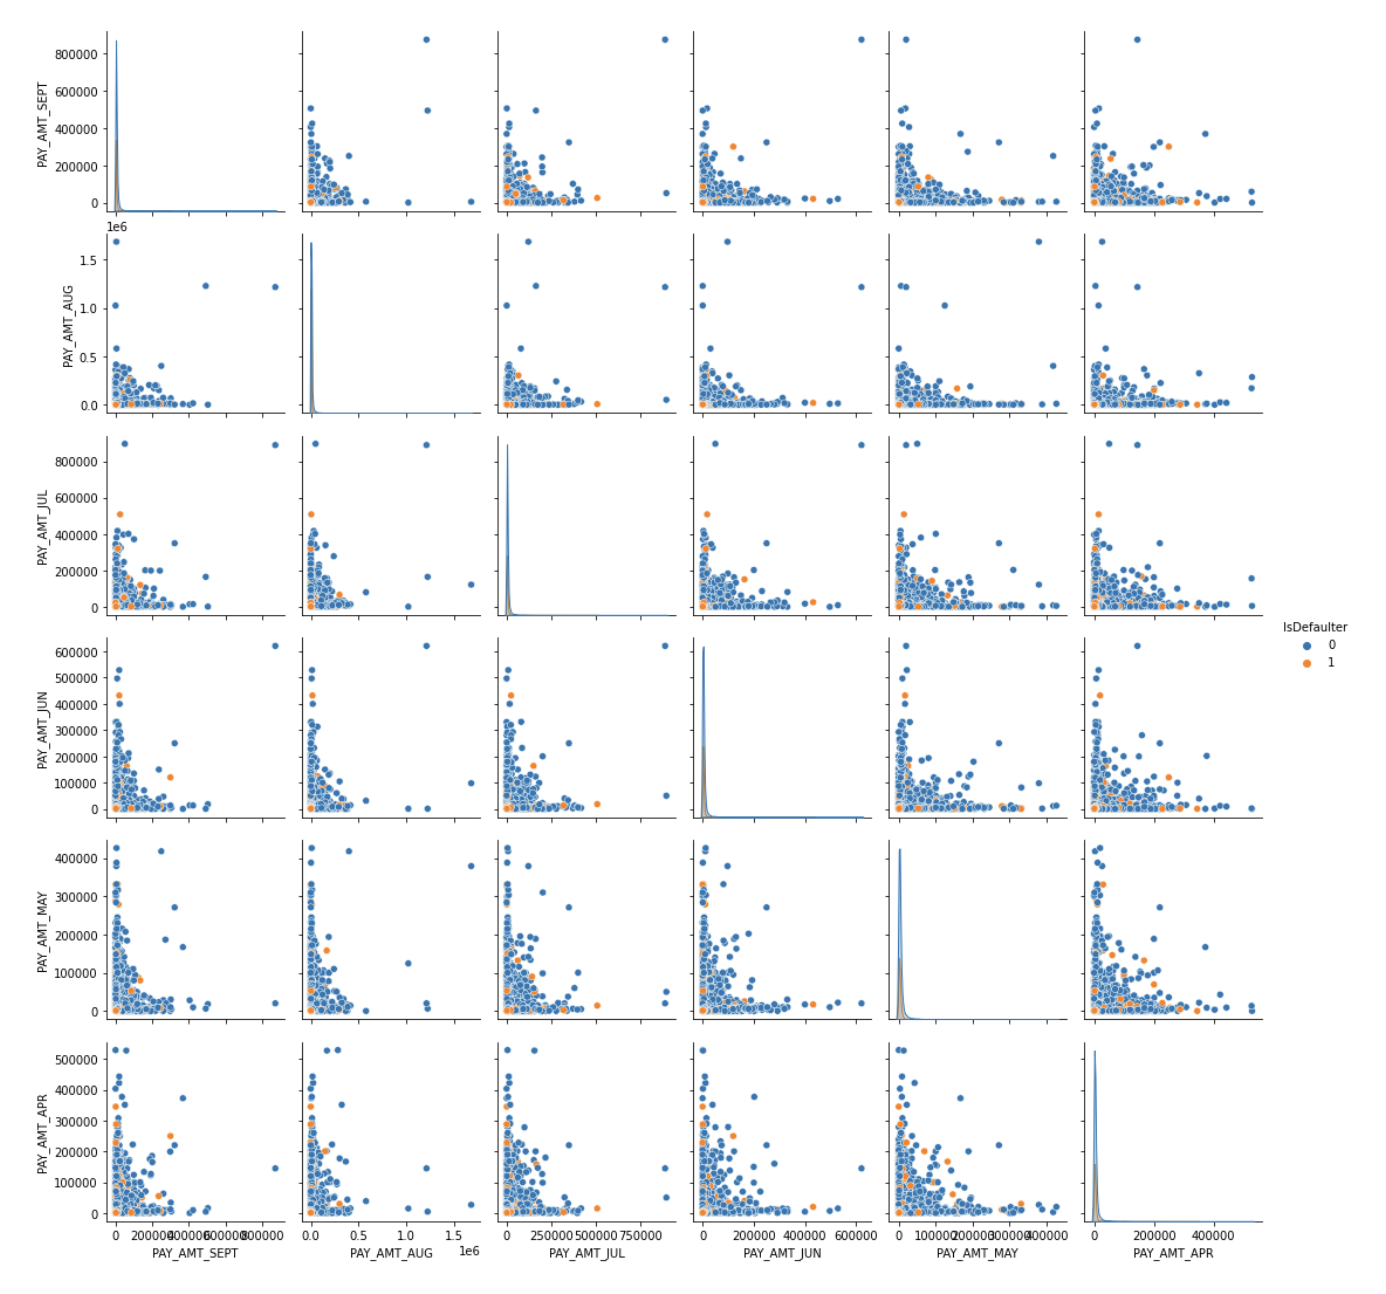 800000
600000
400000
200000
0
PAY_AMT_SEPT
1e6
1.5
1.0
0.5
0.0
PAY_AMT_AUG
800000
600000
400000
200000
0
PAY_AMT_JUL
600000
500000
400000
300000
200000
100000
0
PAY_AMT_JUN
IsDefaulter
0
1
400000
300000
200000
100000
0
PAY_AMT_MAY
500000
400000
300000
200000
100000
0
PAY_AMT_APR
0 200000 400000 600000 800000
PAY_AMT_SEPT
0.0 0.5 1.0 1.5
1e6
PAY_AMT_AUG
0 250000 500000 750000
PAY_AMT_JUL
0 200000 400000 600000
PAY_AMT_JUN
0 100000 200000 300000 400000
PAY_AMT_MAY
0 200000 400000
PAY_AMT_APR